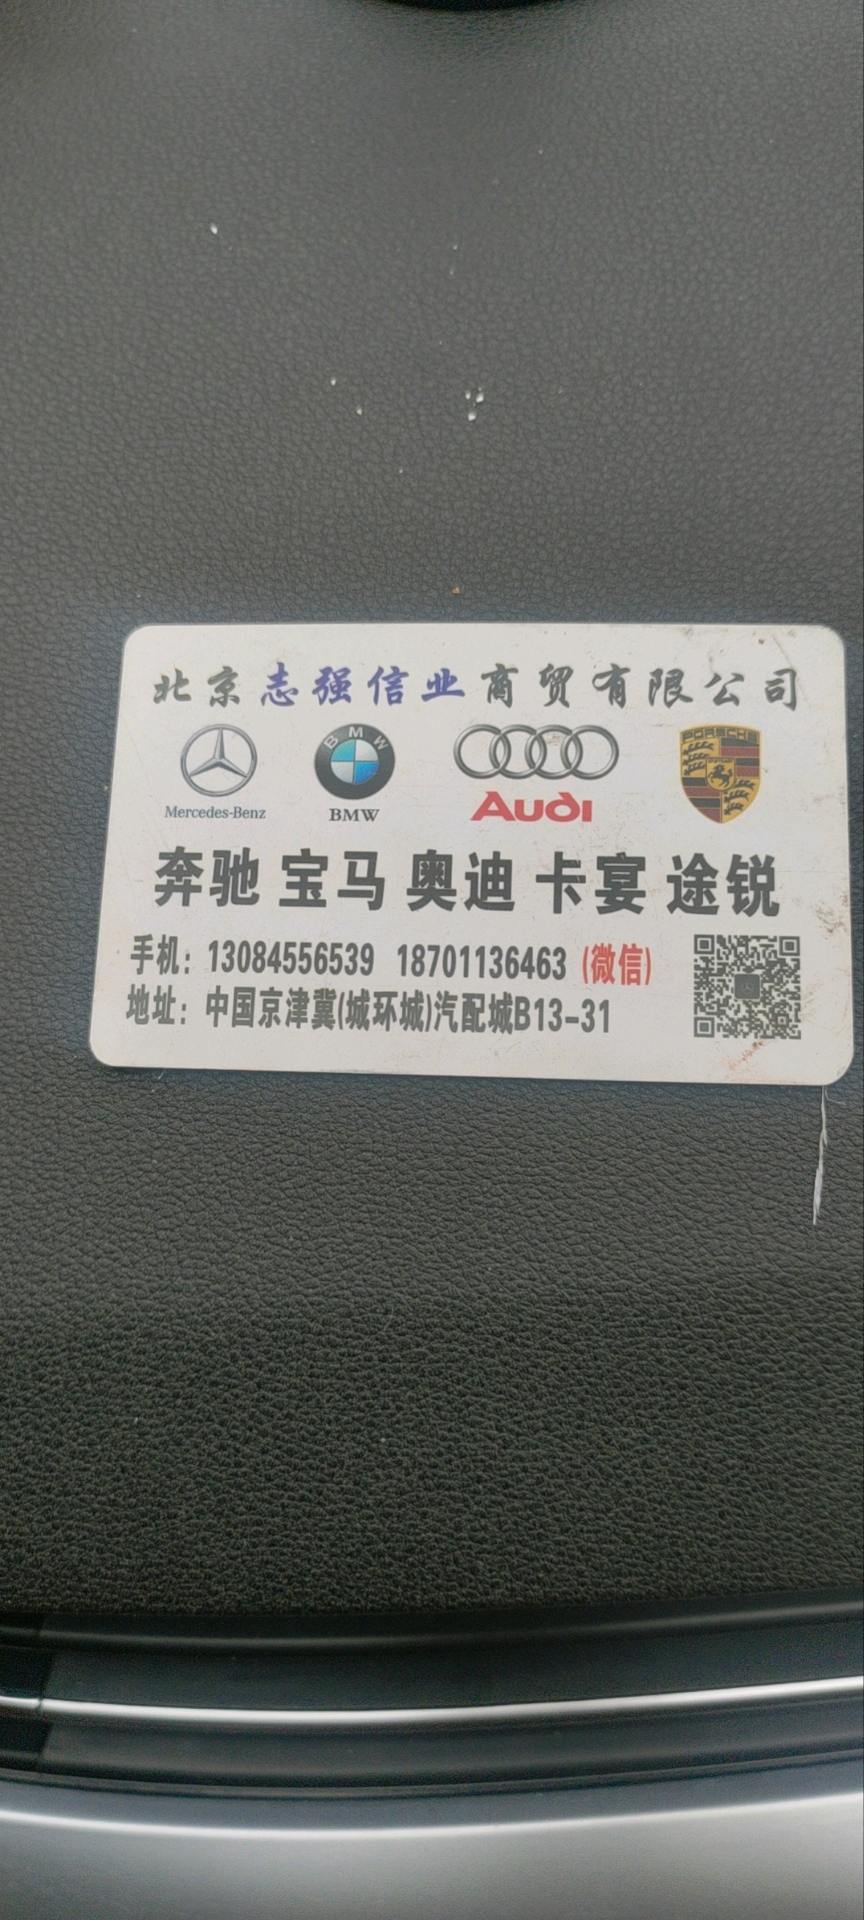 北京志强信业商贸有限公司
BMW PORSCHE
Mercedes-Benz BMW Audi
奔驰 宝马 奥迪 卡宴 途锐
手机：13084556539 18701136463 (微信)
地址：中国京津冀(城环城)汽配城B13-31